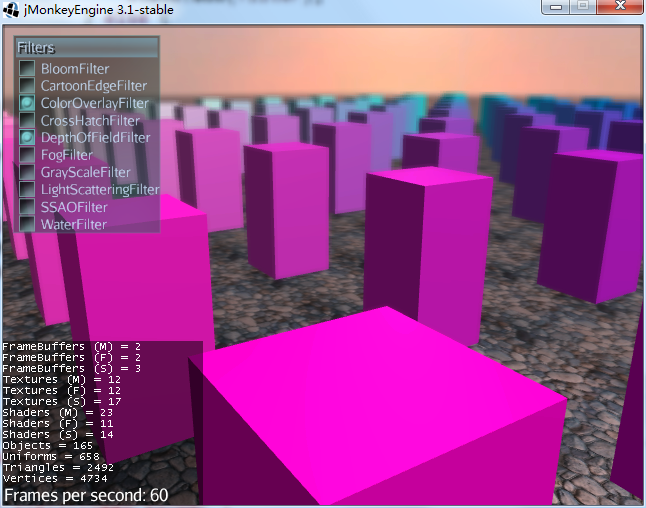 jMonkeyEngine 3.1-stable
Filters
BloomFilter
CartoonEdgeFilter
ColorOverlayFilter
CrossHatchFilter
DepthOfFieldFilter
FogFilter
GrayScaleFilter
LightScatteringFilter
SSAOFilter
WaterFilter
FrameBuffers (M) = 2
FrameBuffers (F) = 2
FrameBuffers (S) = 3
Textures (M) = 12
Textures (F) = 12
Textures (S) = 17
Shaders (M) = 23
Shaders (F) = 11
Shaders (S) = 14
Objects = 165
Uniforms = 658
Triangles = 2492
Vertices = 4734
Frames per second: 60